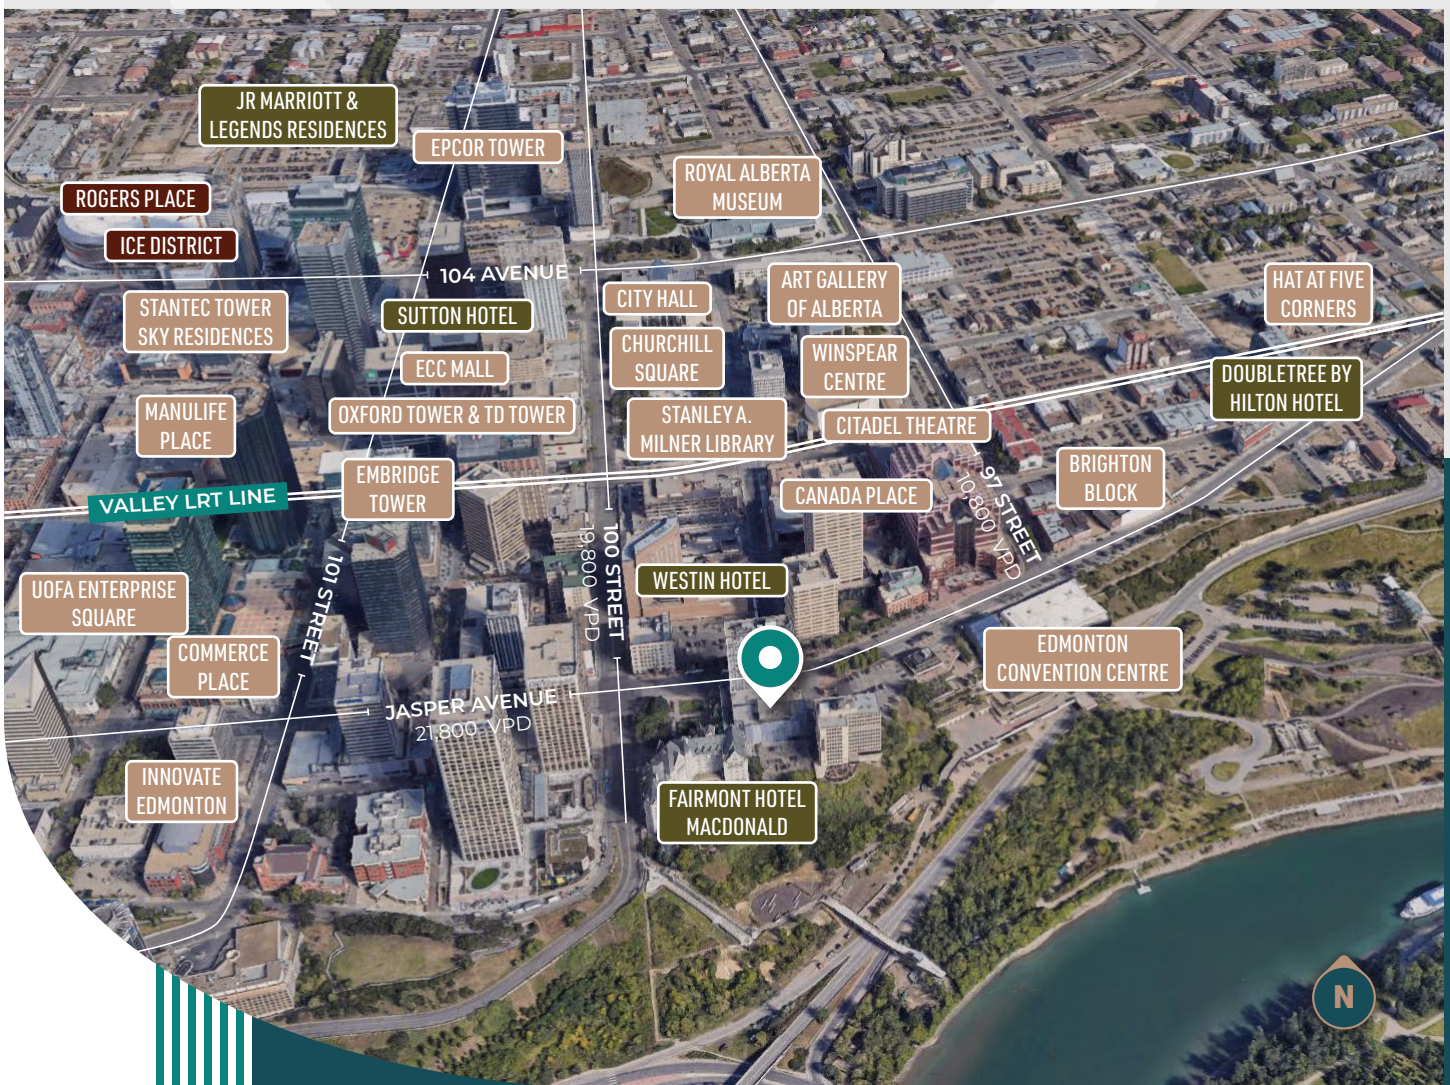 JR MARRIOTT &
LEGENDS RESIDENCES
EPCOR TOWER
ROYAL ALBERTA
MUSEUM
ROGERS PLACE
ICE DISTRICT
104 AVENUE
STANTEC TOWER
SKY RESIDENCES
SUTTON HOTEL
CITY HALL
ART GALLERY
OF ALBERTA
HAT AT FIVE
CORNERS
ECC MALL
CHURCHILL
SQUARE
WINSPEAR
CENTRE
DOUBLETREE BY
HILTON HOTEL
MANULIFE
PLACE
OXFORD TOWER & TD TOWER
STANLEY A.
MILNER LIBRARY
CITADEL THEATRE
VALLEY LRT LINE
EMBRIDGE
TOWER
CANADA PLACE
BRIGHTON
BLOCK
97 STREET
10,800 VPD
100 STREET
19,800 VPD
101 STREET
WESTIN HOTEL
UOFA ENTERPRISE
SQUARE
COMMERCE
PLACE
EDMONTON
CONVENTION CENTRE
JASPER AVENUE
21,800 VPD
INNOVATE
EDMONTON
FAIRMONT HOTEL
MACDONALD
N